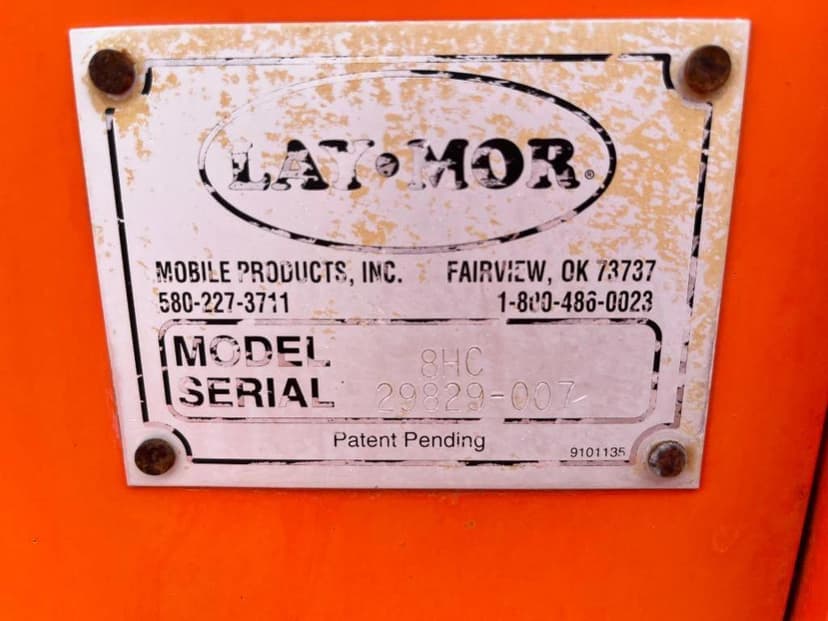 LAY•MOR®
MOBILE PRODUCTS, INC. FAIRVIEW, OK 73737
580-227-3711 1-800-486-0023
MODEL 8HC
SERIAL 29829-007
Patent Pending 9101135